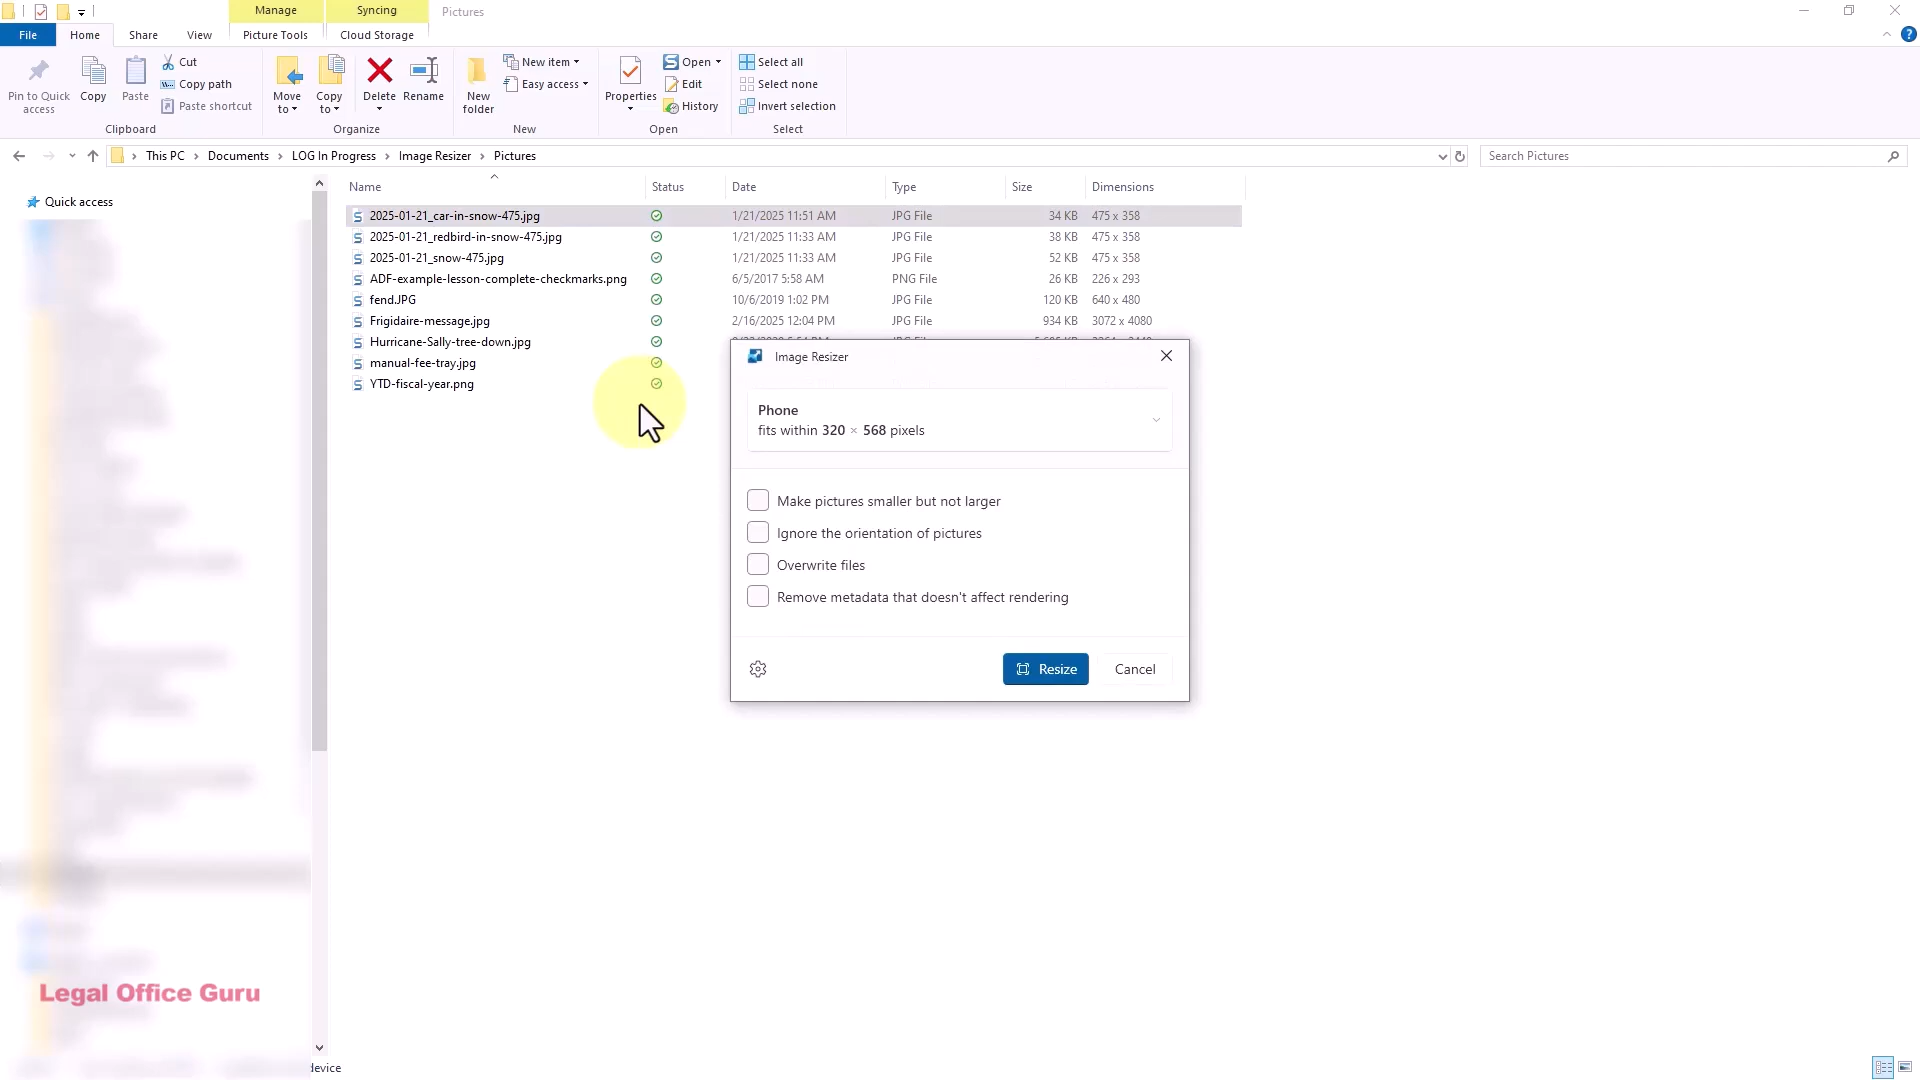 Manage
Syncing
Pictures
File
Home
Share
View
Picture Tools
Cloud Storage
?
Pin to Quick access
Copy
Paste
Cut
Copy path
Paste shortcut
Clipboard
Move to
Copy to
Delete
Rename
Organize
New folder
New item
Easy access
New
Properties
Open
Edit
History
Open
Select all
Select none
Invert selection
Select
This PC > Documents > LOG In Progress > Image Resizer > Pictures
Search Pictures
Quick access
Name Status Date Type Size Dimensions
2025-01-21_car-in-snow-475.jpg 1/21/2025 11:51 AM JPG File 34 KB 475 x 358
2025-01-21_redbird-in-snow-475.jpg 1/21/2025 11:33 AM JPG File 38 KB 475 x 358
2025-01-21_snow-475.jpg 1/21/2025 11:33 AM JPG File 52 KB 475 x 358
ADF-example-lesson-complete-checkmarks.png 6/5/2017 5:58 AM PNG File 26 KB 226 x 293
fend.JPG 10/6/2019 1:02 PM JPG File 120 KB 640 x 480
Frigidaire-message.jpg 2/16/2025 12:04 PM JPG File 934 KB 3072 x 4080
Hurricane-Sally-tree-down.jpg
manual-fee-tray.jpg
YTD-fiscal-year.png
Image Resizer
Phone
fits within 320 × 568 pixels
Make pictures smaller but not larger
Ignore the orientation of pictures
Overwrite files
Remove metadata that doesn't affect rendering
Resize
Cancel
Legal Office Guru
device